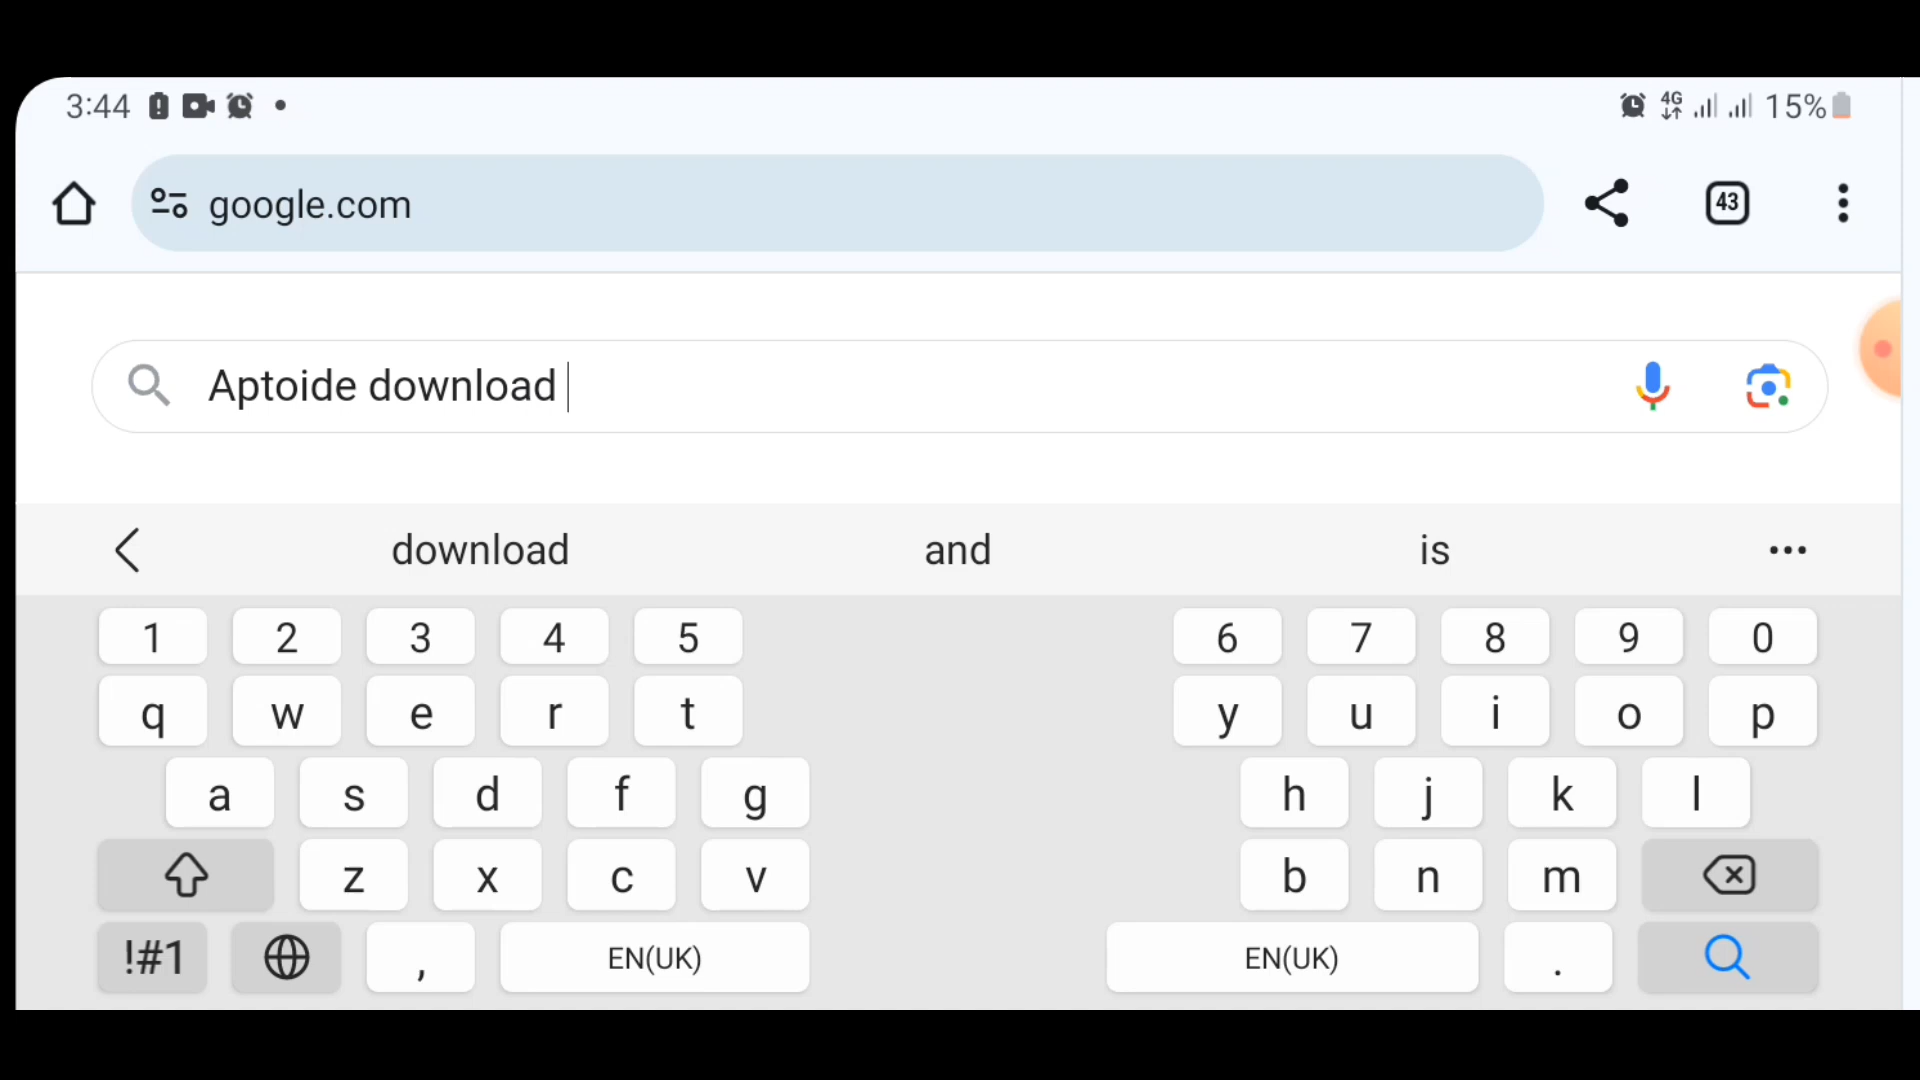 3:44 4G 15%
google.com 43
Aptoide download
download and is
1 2 3 4 5 6 7 8 9 0
q w e r t y u i o p
a s d f g h j k l
z x c v b n m
!#1 , EN(UK) EN(UK) .